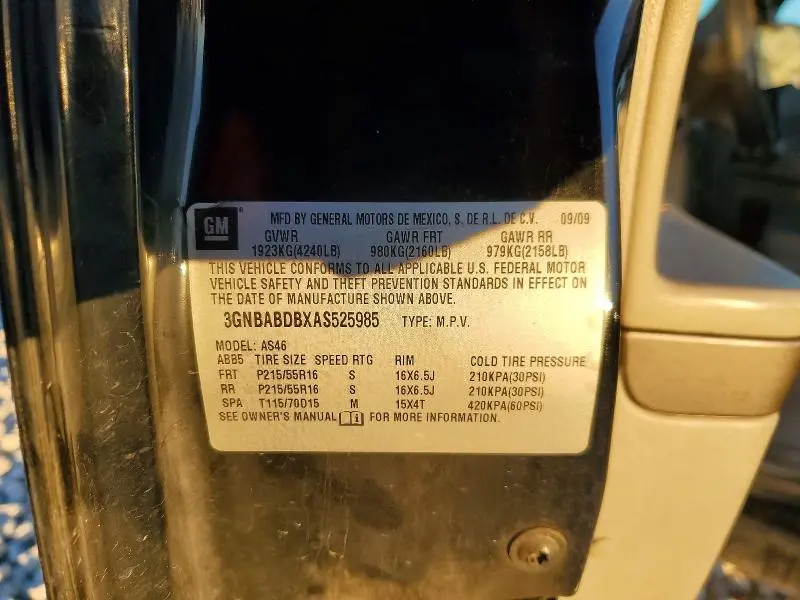 GM
MFD BY GENERAL MOTORS DE MEXICO, S. DE R.L. DE C.V. 09/09
GVWR GAWR FRT GAWR RR
1923KG(4240LB) 980KG(2160LB) 979KG(2158LB)
THIS VEHICLE CONFORMS TO ALL APPLICABLE U.S. FEDERAL MOTOR
VEHICLE SAFETY AND THEFT PREVENTION STANDARDS IN EFFECT ON
THE DATE OF MANUFACTURE SHOWN ABOVE.
3GNBABDBXAS525985 TYPE: M.P.V.
MODEL: AS46
ABB5 TIRE SIZE SPEED RTG RIM COLD TIRE PRESSURE
FRT P215/55R16 S 16X6.5J 210KPA(30PSI)
RR P215/55R16 S 16X6.5J 210KPA(30PSI)
SPA T115/70D15 M 15X4T 420KPA(60PSI)
SEE OWNER'S MANUAL FOR MORE INFORMATION.